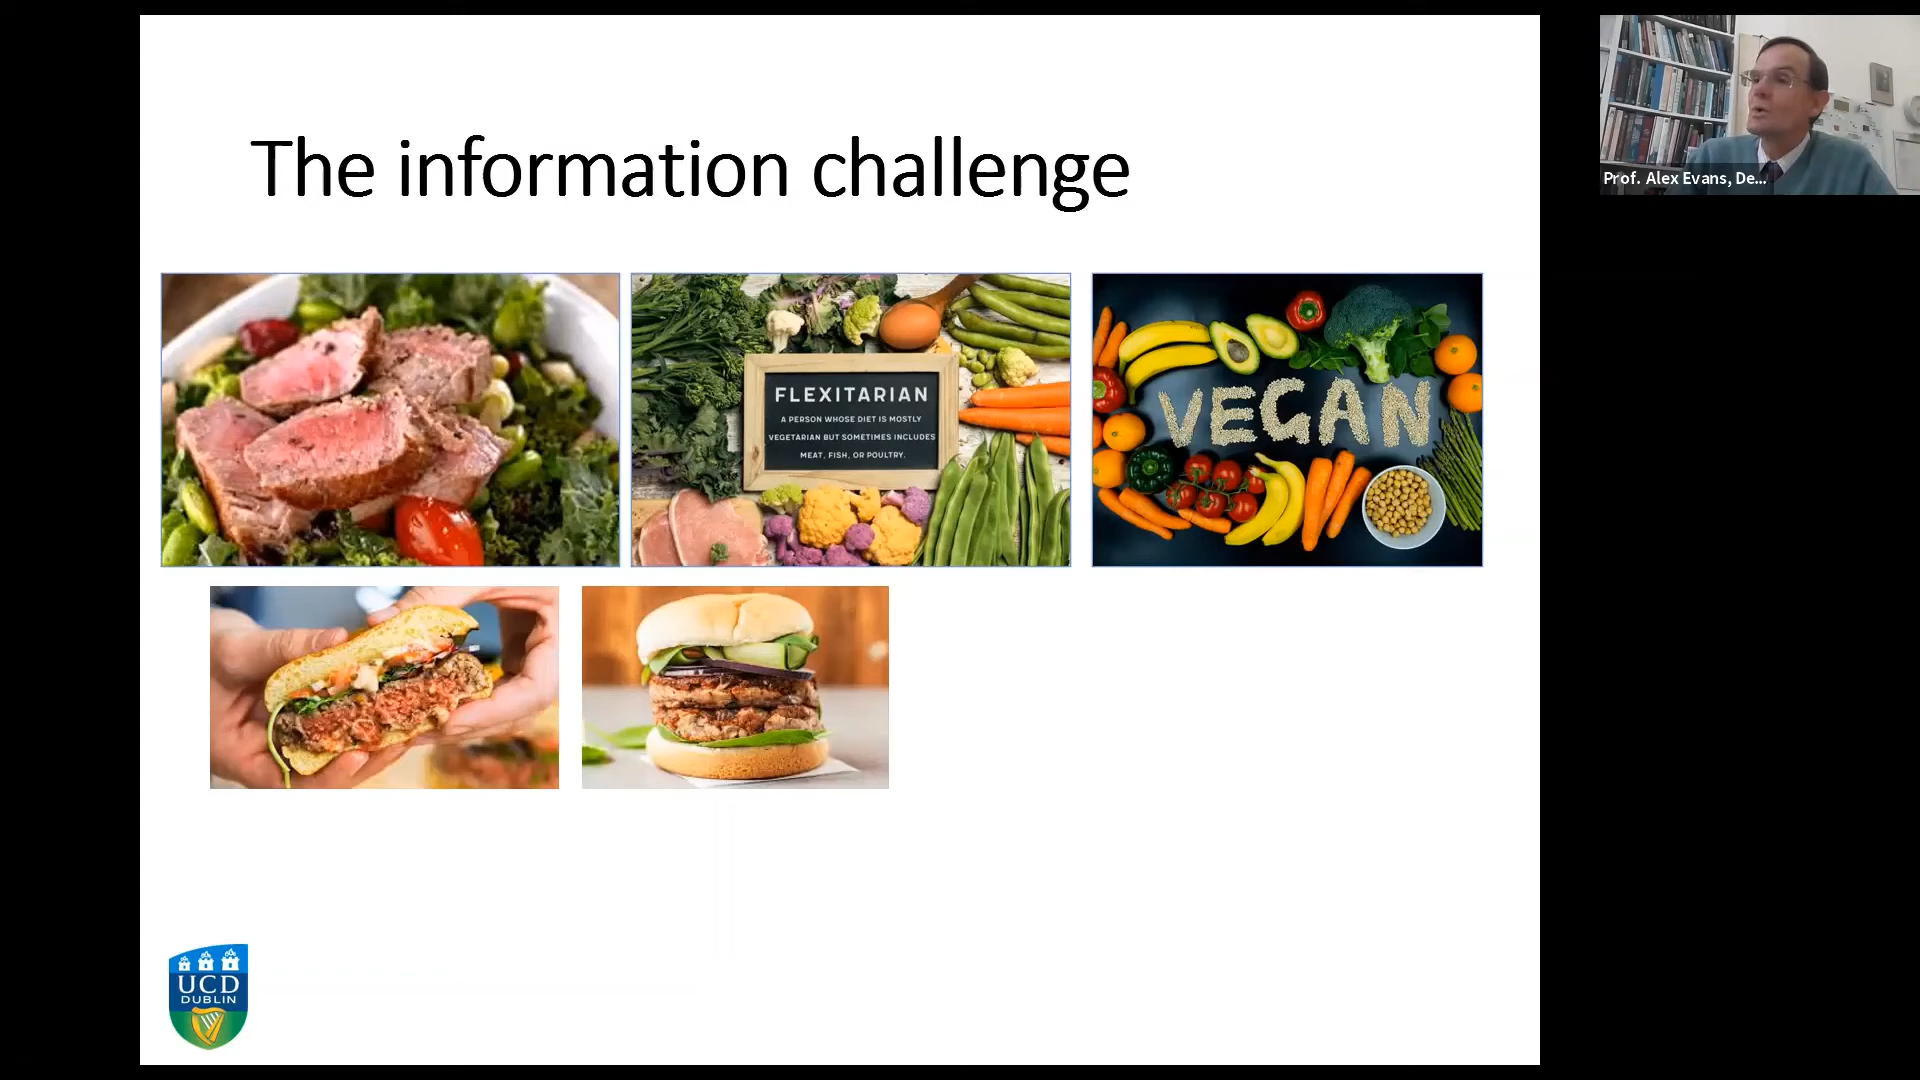 The information challenge
FLEXITARIAN
A PERSON WHOSE DIET IS MOSTLY
VEGETARIAN BUT SOMETIMES INCLUDES
MEAT, FISH, OR POULTRY.
VEGAN
UCD
DUBLIN
Prof. Alex Evans, De...